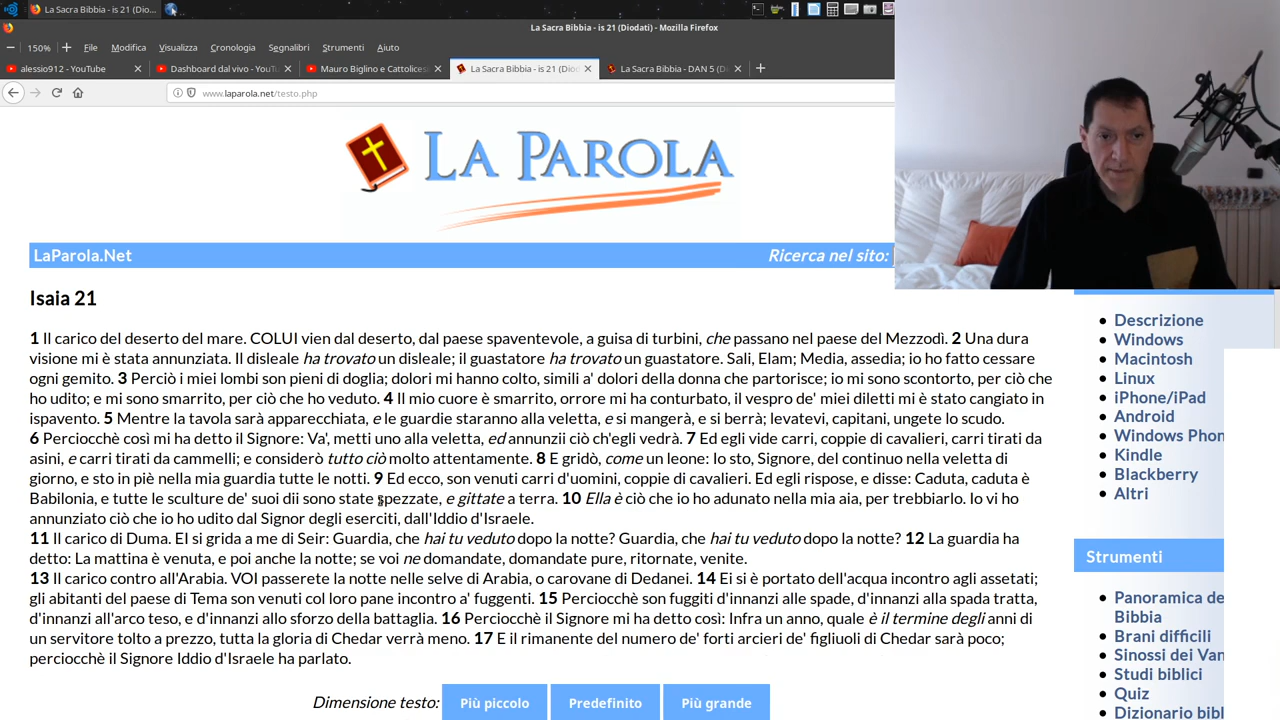 La Sacra Bibbia - is 21 (Diodati...
La Sacra Bibbia - is 21 (Diodati) - Mozilla Firefox
150% File Modifica Visualizza Cronologia Segnalibri Strumenti Aiuto
alessio912 - YouTube
Dashboard dal vivo - YouTu
Mauro Biglino e Cattolicesi
La Sacra Bibbia - is 21 (Diod
La Sacra Bibbia - DAN 5 (D
www.laparola.net/testo.php
LA PAROLA
LaParola.Net
Ricerca nel sito:
Isaia 21
1 Il carico del deserto del mare. COLUI vien dal deserto, dal paese spaventevole, a guisa di turbini, che passano nel paese del Mezzodì. 2 Una dura
visione mi è stata annunziata. Il disleale ha trovato un disleale; il guastatore ha trovato un guastatore. Sali, Elam; Media, assedia; io ho fatto cessare
ogni gemito. 3 Perciò i miei lombi son pieni di doglia; dolori mi hanno colto, simili a' dolori della donna che partorisce; io mi sono scontorto, per ciò che
ho udito; e mi sono smarrito, per ciò che ho veduto. 4 Il mio cuore è smarrito, orrore mi ha conturbato, il vespro de' miei diletti mi è stato cangiato in
ispavento. 5 Mentre la tavola sarà apparecchiata, e le guardie staranno alla veletta, e si mangerà, e si berrà; levatevi, capitani, ungete lo scudo.
6 Perciocchè così mi ha detto il Signore: Va', metti uno alla veletta, ed annunzii ciò ch'egli vedrà. 7 Ed egli vide carri, coppie di cavalieri, carri tirati da
asini, e carri tirati da cammelli; e considerò tutto ciò molto attentamente. 8 E gridò, come un leone: Io sto, Signore, del continuo nella veletta di
giorno, e sto in piè nella mia guardia tutte le notti. 9 Ed ecco, son venuti carri d'uomini, coppie di cavalieri. Ed egli rispose, e disse: Caduta, caduta è
Babilonia, e tutte le sculture de' suoi dii sono state spezzate, e gittate a terra. 10 Ella è ciò che io ho adunato nella mia aia, per trebbiarlo. Io vi ho
annunziato ciò che io ho udito dal Signor degli eserciti, dall'Iddio d'Israele.
11 Il carico di Duma. EI si grida a me di Seir: Guardia, che hai tu veduto dopo la notte? Guardia, che hai tu veduto dopo la notte? 12 La guardia ha
detto: La mattina è venuta, e poi anche la notte; se voi ne domandate, domandate pure, ritornate, venite.
13 Il carico contro all'Arabia. VOI passerete la notte nelle selve di Arabia, o carovane di Dedanei. 14 Ei si è portato dell'acqua incontro agli assetati;
gli abitanti del paese di Tema son venuti col loro pane incontro a' fuggenti. 15 Perciocchè son fuggiti d'innanzi alle spade, d'innanzi alla spada tratta,
d'innanzi all'arco teso, e d'innanzi allo sforzo della battaglia. 16 Perciocchè il Signore mi ha detto così: Infra un anno, quale è il termine degli anni di
un servitore tolto a prezzo, tutta la gloria di Chedar verrà meno. 17 E il rimanente del numero de' forti arcieri de' figliuoli di Chedar sarà poco;
perciocchè il Signore Iddio d'Israele ha parlato.
Dimensione testo: Più piccolo Predefinito Più grande
Descrizione
Windows
Macintosh
Linux
iPhone/iPad
Android
Windows Phon
Kindle
Blackberry
Altri
Strumenti
Panoramica de
Bibbia
Brani difficili
Sinossi dei Van
Studi biblici
Quiz
Dizionario bibl